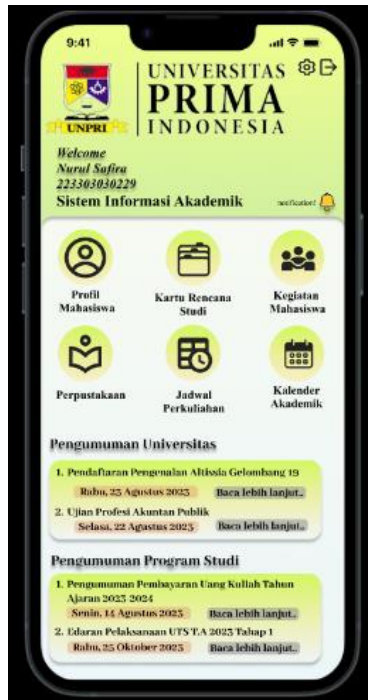 9:41
UNIVERSITAS
PRIMA
INDONESIA
UNPRI
Welcome
Nurul Safira
223303030229
Sistem Informasi Akademik
notification!
Profil
Mahasiswa
Kartu Rencana
Studi
Kegiatan
Mahasiswa
Perpustakaan
Jadwal
Perkuliahan
Kalender
Akademik
Pengumuman Universitas
1. Pendaftaran Pengenalan Altissia Gelombang 19
Rabu, 23 Agustus 2023
Baca lebih lanjut..
2. Ujian Profesi Akuntan Publik
Selasa, 22 Agustus 2023
Baca lebih lanjut..
Pengumuman Program Studi
1. Pengumuman Pembayaran Uang Kuliah Tahun
Ajaran 2023-2024
Senin, 14 Agustus 2023
Baca lebih lanjut..
2. Edaran Pelaksanaan UTS T.A 2023 Tahap 1
Rabu, 25 Oktober 2023
Baca lebih lanjut..